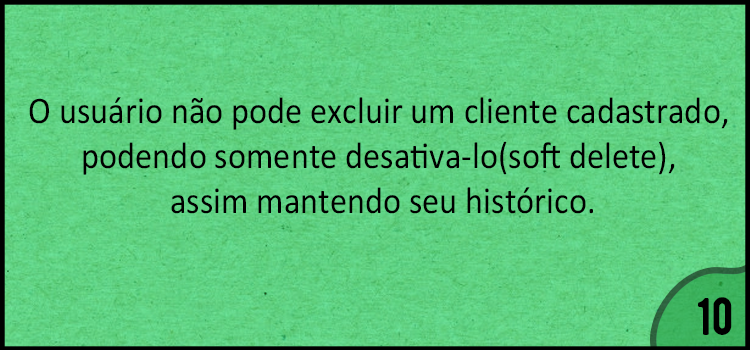 O usuário não pode excluir um cliente cadastrado,
podendo somente desativa-lo(soft delete),
assim mantendo seu histórico.
10